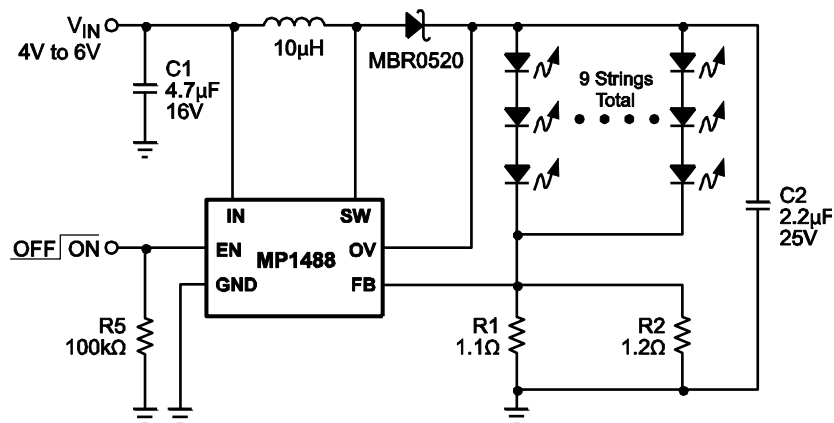 VIN
4V to 6V
C1
4.7µF
16V
10µH
MBR0520
9 Strings
Total
C2
2.2µF
25V
IN
SW
OFF ON
EN
OV
MP1488
GND
FB
R5
100kΩ
R1
1.1Ω
R2
1.2Ω